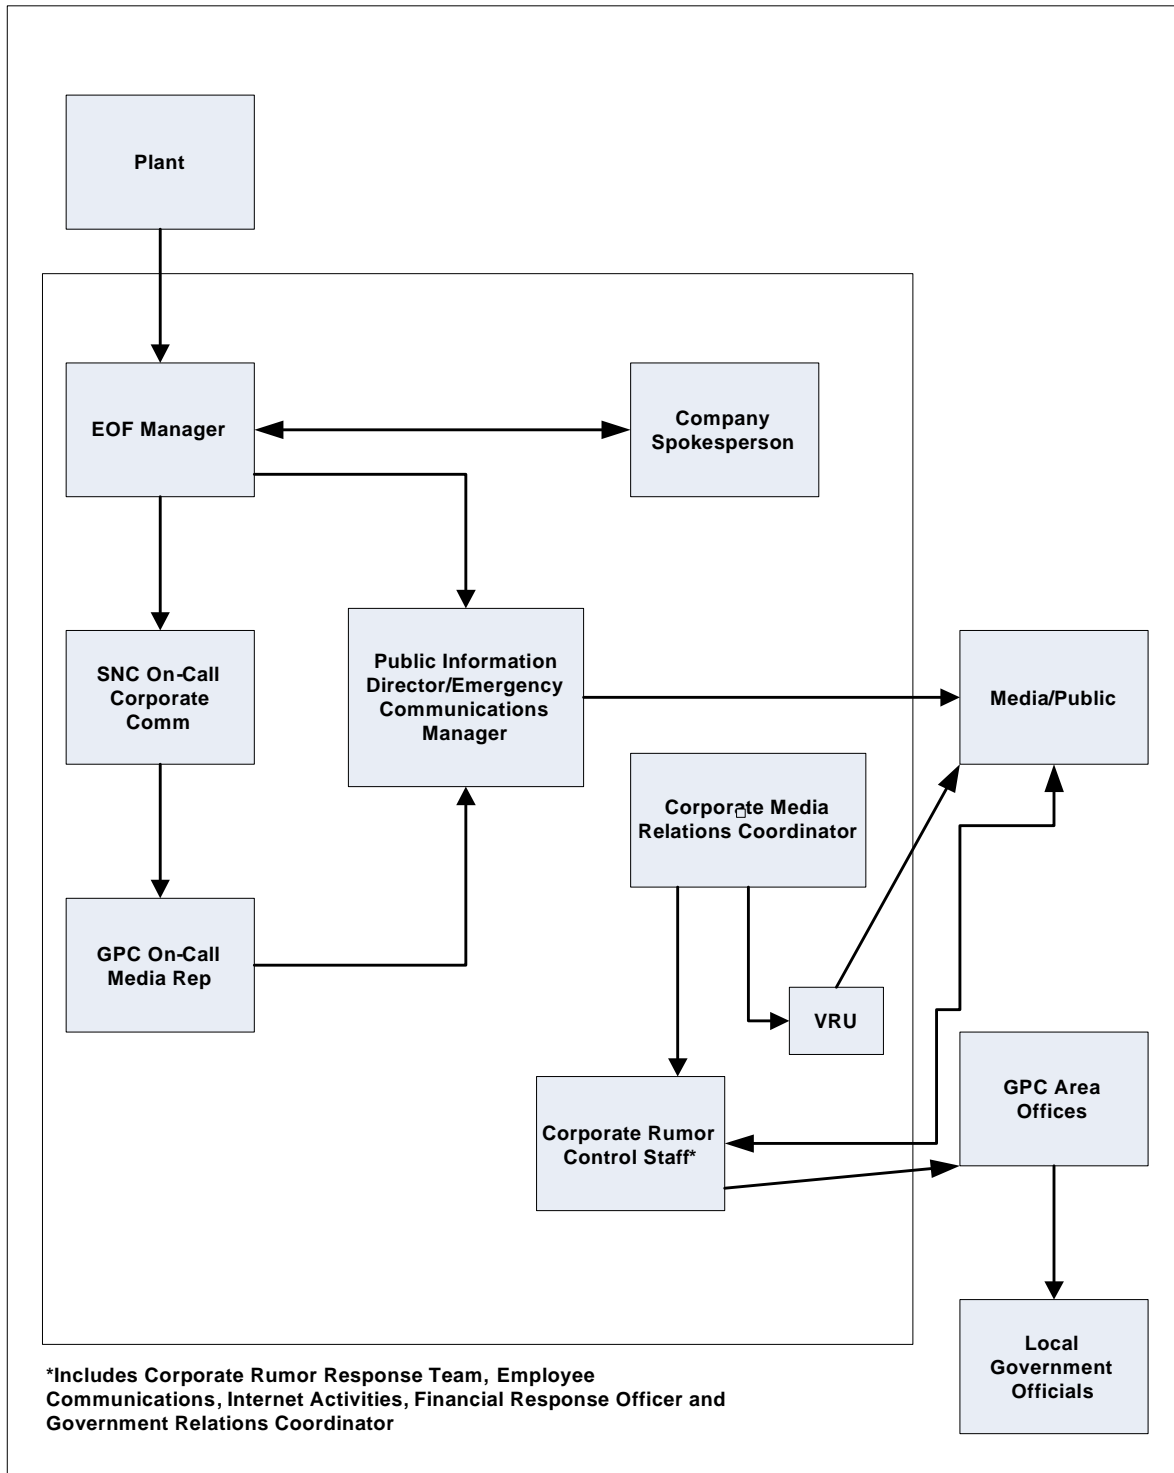 Plant
EOF Manager
Company
Spokesperson
SNC On-Call
Corporate
Comm
Public Information
Director/Emergency
Communications
Manager
Media/Public
Corporate Media
Relations Coordinator
GPC On-Call
Media Rep
VRU
GPC Area
Offices
Corporate Rumor
Control Staff*
Local
Government
Officials
*Includes Corporate Rumor Response Team, Employee
Communications, Internet Activities, Financial Response Officer and
Government Relations Coordinator